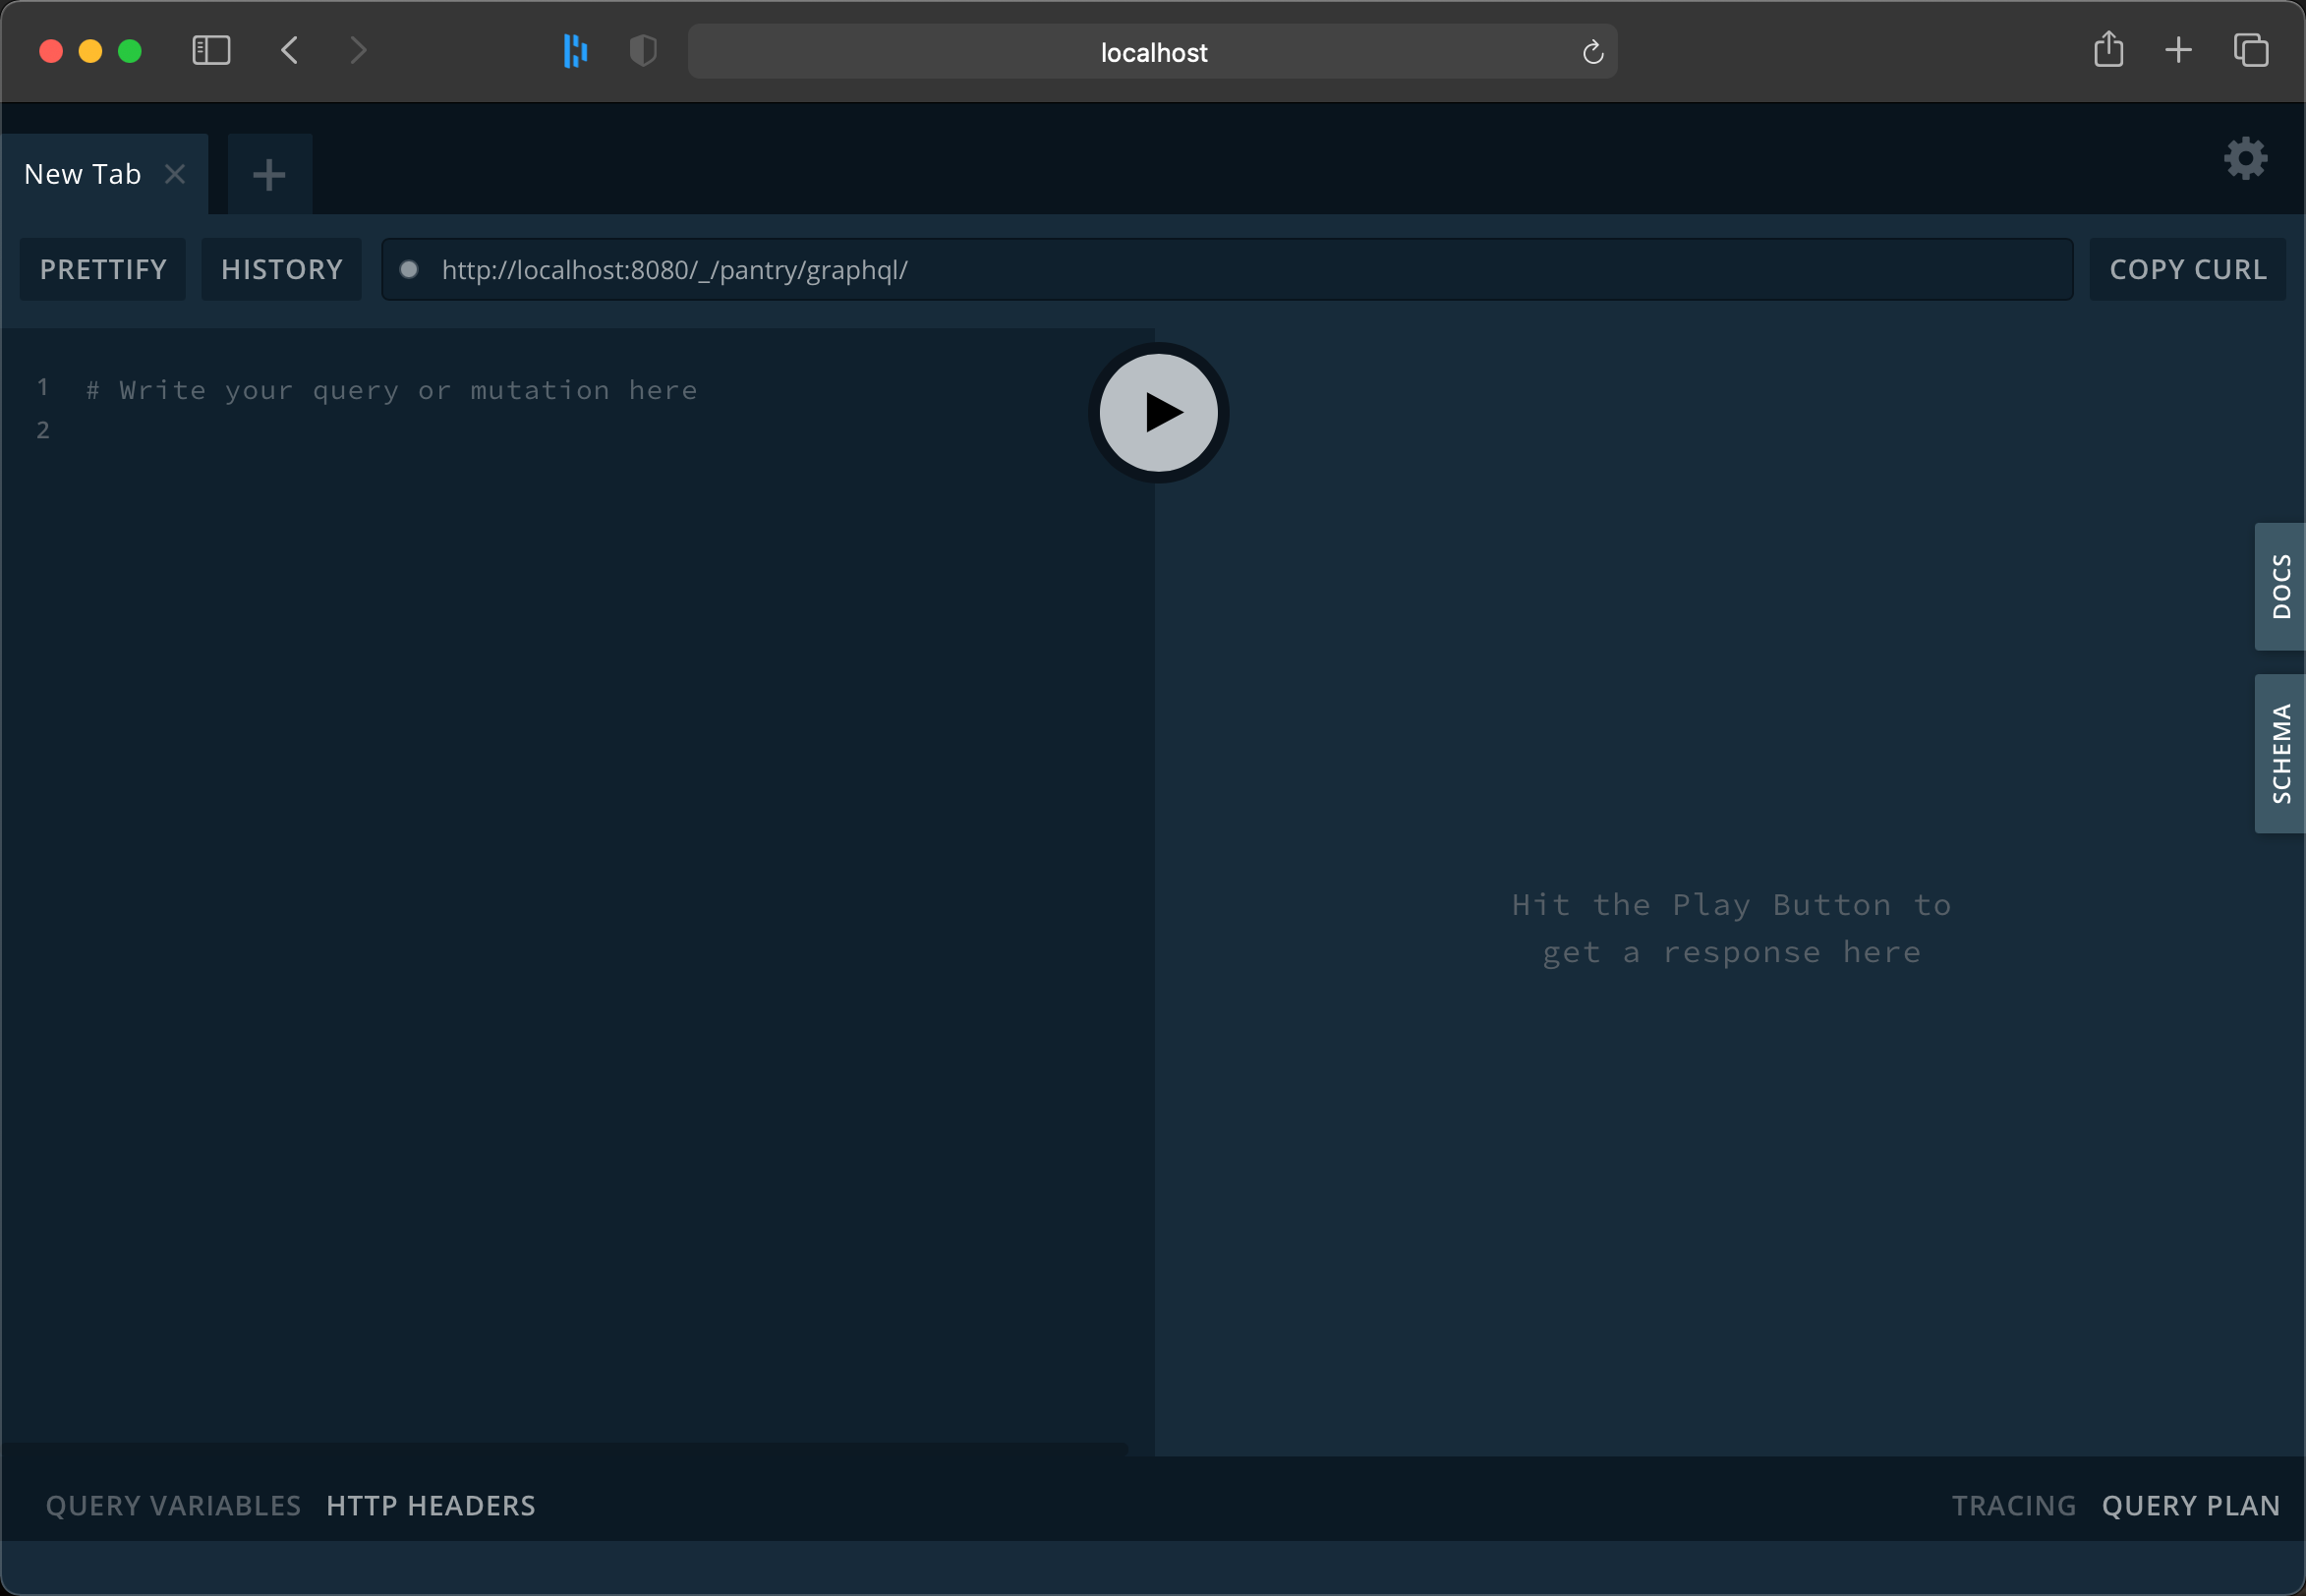 localhost
New Tab
PRETTIFY HISTORY http://localhost:8080/_/pantry/graphql/ COPY CURL
1 # Write your query or mutation here
2
DOCS
SCHEMA
Hit the Play Button to
get a response here
QUERY VARIABLES HTTP HEADERS TRACING QUERY PLAN